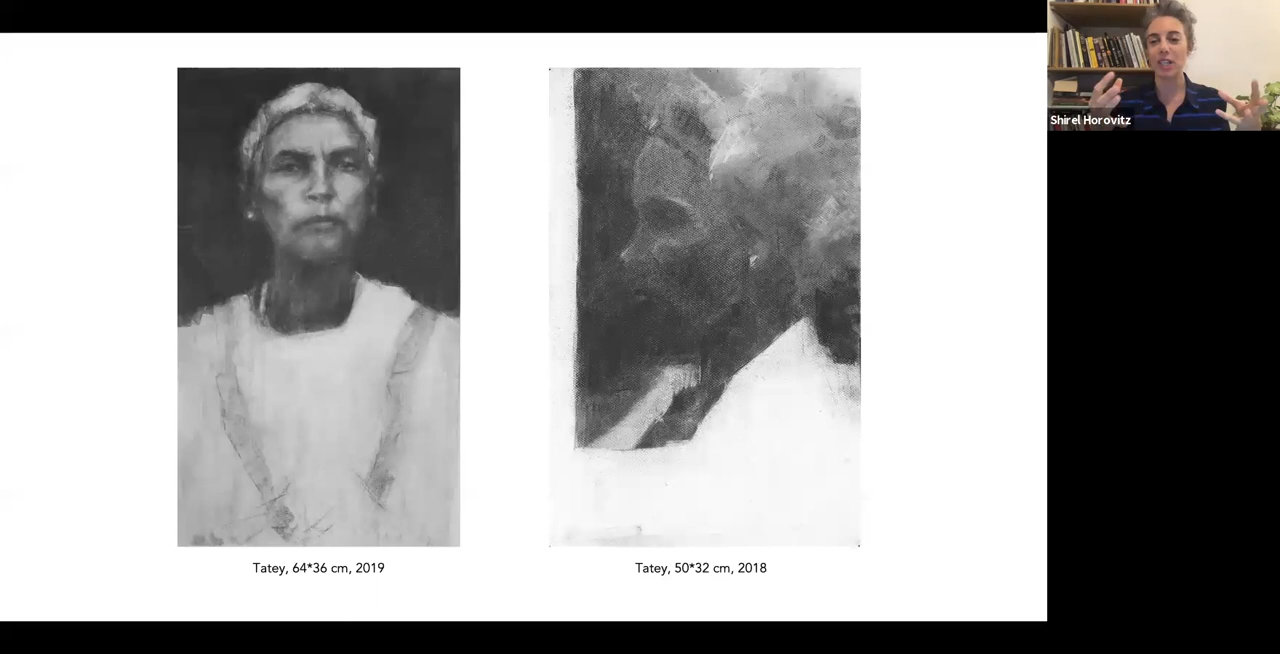 Shirel Horovitz
Tatey, 64*36 cm, 2019
Tatey, 50*32 cm, 2018